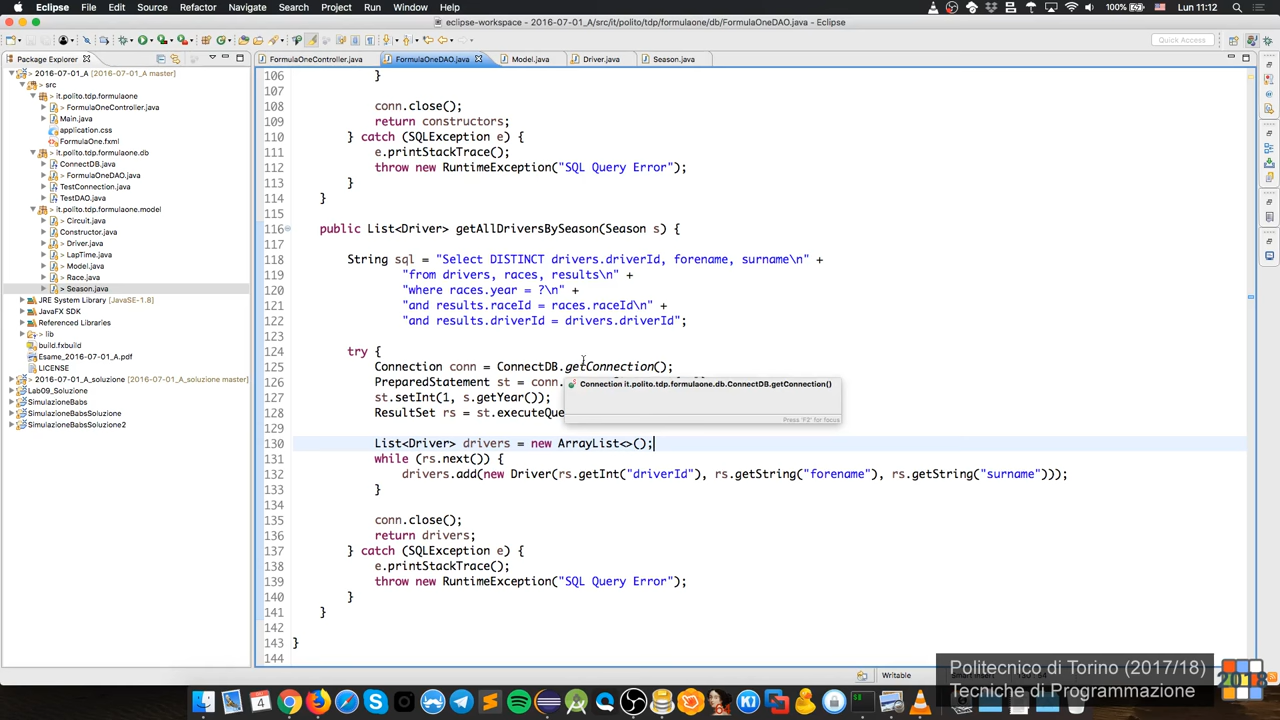 Eclipse File Edit Source Refactor Navigate Search Project Run Window Help
100% Lun 11:12
eclipse-workspace - 2016-07-01_A/src/it/polito/tdp/formulaone/db/FormulaOneDAO.java - Eclipse
Quick Access
Package Explorer
FormulaOneController.java FormulaOneDAO.java Model.java Driver.java Season.java
> 2016-07-01_A [2016-07-01_A master]
> src
> it.polito.tdp.formulaone
> FormulaOneController.java
> Main.java
application.css
FormulaOne.fxml
> it.polito.tdp.formulaone.db
> ConnectDB.java
> FormulaOneDAO.java
TestConnection.java
TestDAO.java
> it.polito.tdp.formulaone.model
> Circuit.java
> Constructor.java
> Driver.java
> LapTime.java
> Model.java
> Race.java
> Season.java
JRE System Library [JavaSE-1.8]
JavaFX SDK
Referenced Libraries
> lib
build.fxbuild
Esame_2016-07-01_A.pdf
LICENSE
> 2016-07-01_A_soluzione [2016-07-01_A_soluzione master]
Lab09_Soluzione
SimulazioneBabs
SimulazioneBabsSoluzione
SimulazioneBabsSoluzione2
106 }
107
108 conn.close();
109 return constructors;
110 } catch (SQLException e) {
111 e.printStackTrace();
112 throw new RuntimeException("SQL Query Error");
113 }
114 }
115
116 public List<Driver> getAllDriversBySeason(Season s) {
117
118 String sql = "Select DISTINCT drivers.driverId, forename, surname\n" +
119 "from drivers, races, results\n" +
120 "where races.year = ?\n" +
121 "and results.raceId = races.raceId\n" +
122 "and results.driverId = drivers.driverId";
123
124 try {
125 Connection conn = ConnectDB.getConnection();
126 PreparedStatement st = conn.
127 st.setInt(1, s.getYear());
128 ResultSet rs = st.executeQue
129
130 List<Driver> drivers = new ArrayList<>();
131 while (rs.next()) {
132 drivers.add(new Driver(rs.getInt("driverId"), rs.getString("forename"), rs.getString("surname")));
133 }
134
135 conn.close();
136 return drivers;
137 } catch (SQLException e) {
138 e.printStackTrace();
139 throw new RuntimeException("SQL Query Error");
140 }
141 }
142
143 }
144
Connection it.polito.tdp.formulaone.db.ConnectDB.getConnection()
Press 'F2' for focus
Writable
Politecnico di Torino (2017/18)
Tecniche di Programmazione
2018